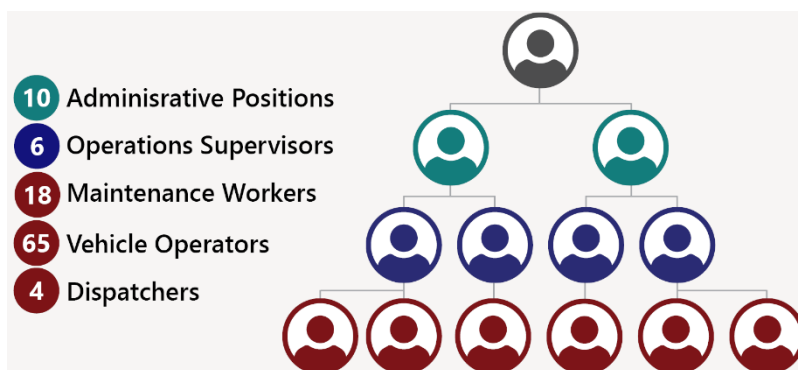 10 Adminisrative Positions
6 Operations Supervisors
18 Maintenance Workers
65 Vehicle Operators
4 Dispatchers